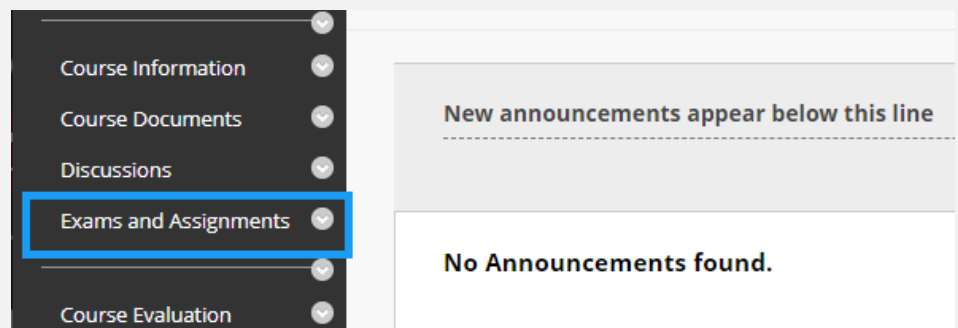 Course Information
Course Documents
Discussions
Exams and Assignments
Course Evaluation
New announcements appear below this line
No Announcements found.